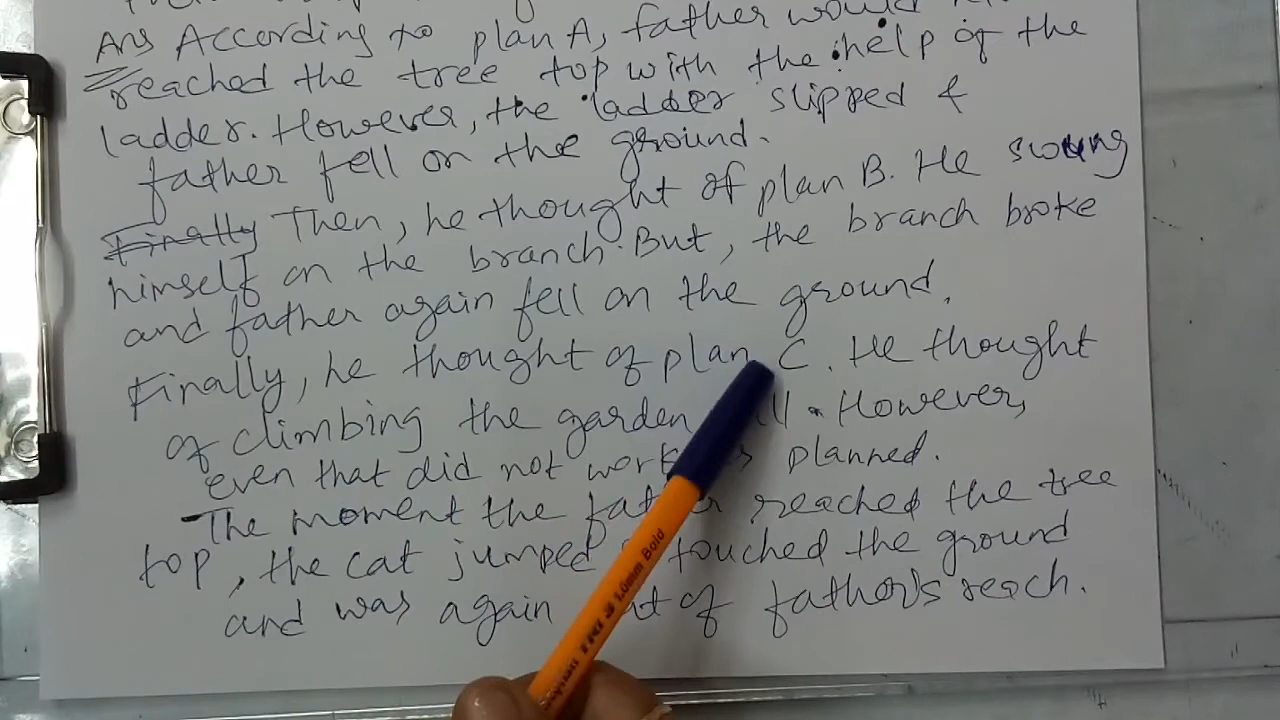 Ans According to plan A, father would
reached the tree top with the help of the
ladder. However, the ladder slipped &
father fell on the ground.
Finally Then, he thought of plan B. He swung
himself on the branch. But, the branch broke
and father again fell on the ground.
Finally, he thought of plan C. He thought
of climbing the garden However,
even that did not work planned.
The moment the reached the tree
top, the cat jumped touched the ground
and was again of father's reach.
TRI 1.0mm Bold